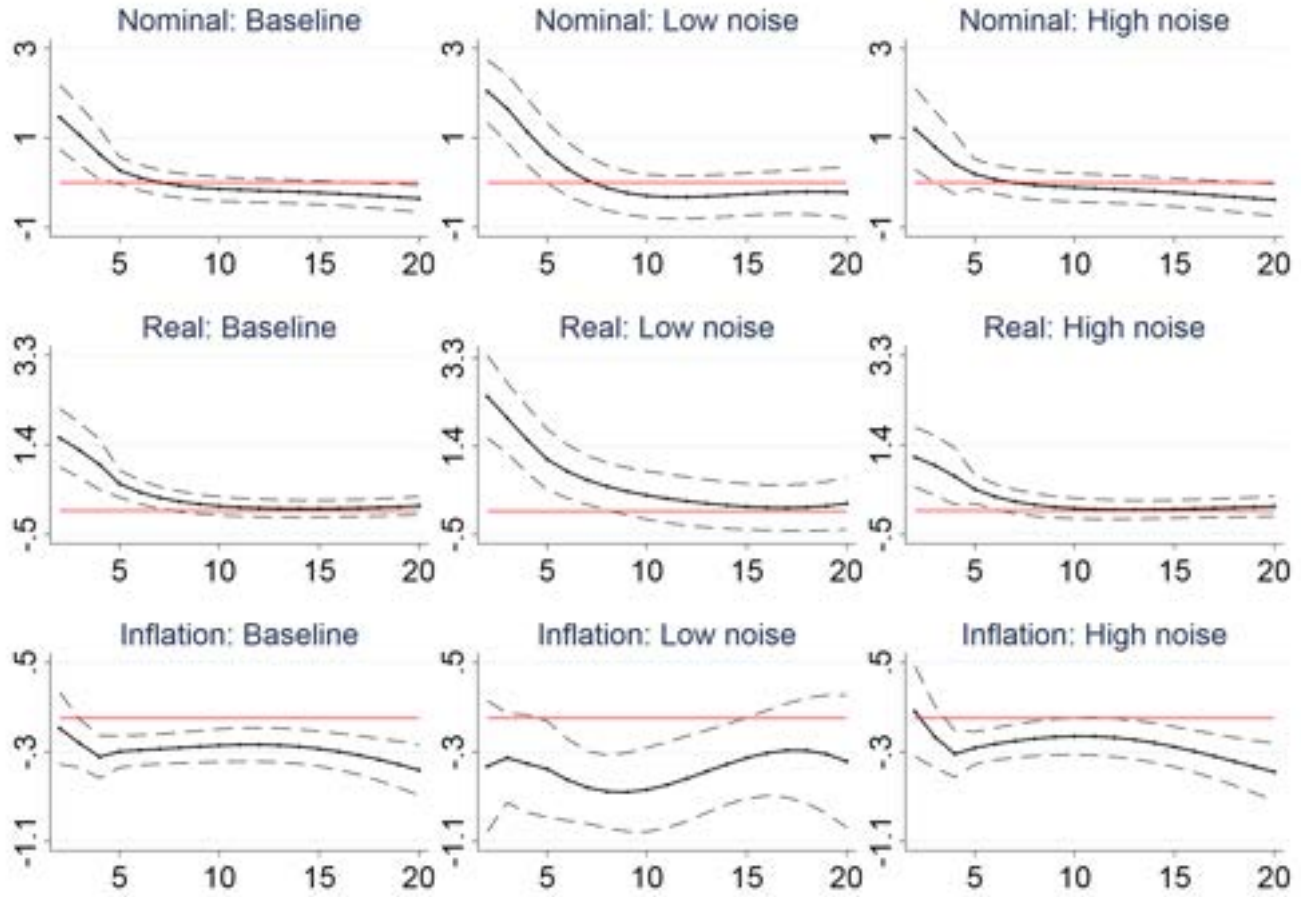 Nominal: Baseline
Nominal: Low noise
Nominal: High noise
3
1
-1
5 10 15 20
3
1
-1
5 10 15 20
3
1
-1
5 10 15 20
Real: Baseline
Real: Low noise
Real: High noise
3.3
1.4
-.5
5 10 15 20
3.3
1.4
-.5
5 10 15 20
3.3
1.4
-.5
5 10 15 20
Inflation: Baseline
Inflation: Low noise
Inflation: High noise
.5
-.3
-1.1
5 10 15 20
.5
-.3
-1.1
5 10 15 20
.5
-.3
-1.1
5 10 15 20